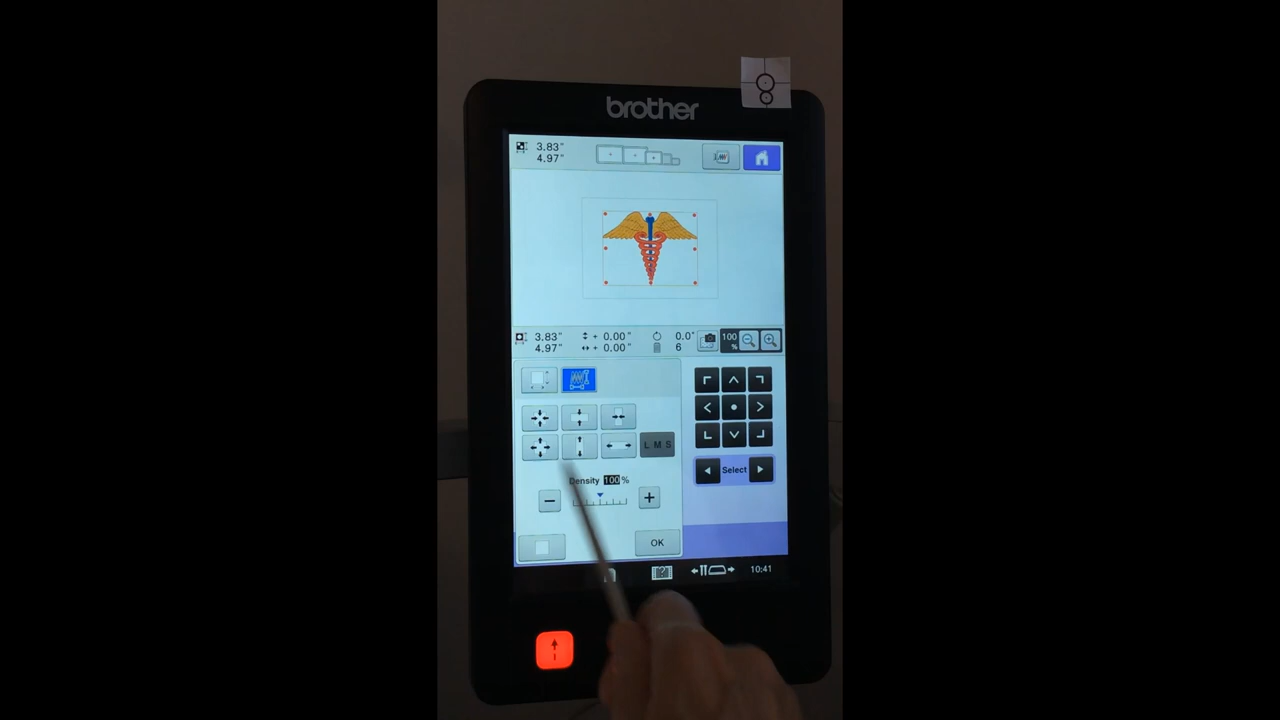 brother
3.83"
4.97"
3.83" + 0.00" 0.0°
4.97" + 0.00" 6
100
%
L M S
Density 100 %
Select
OK
10:41